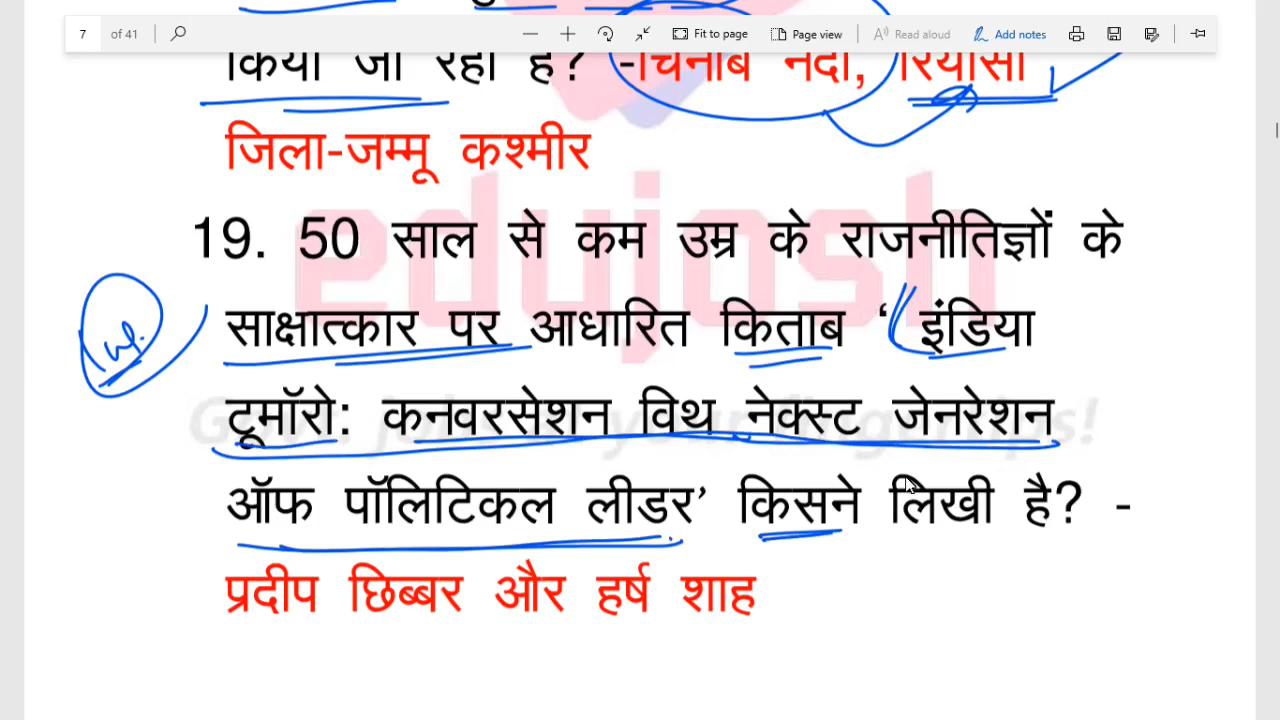 7 of 41 Fit to page Page view Read aloud Add notes
किया जा रहा है? -चिनाब नदी, रियासी
जिला-जम्मू कश्मीर
19. 50 साल से कम उम्र के राजनीतिज्ञों के
साक्षात्कार पर आधारित किताब ‘ इंडिया
टूमॉरो: कनवरसेशन विथ नेक्स्ट जेनरेशन
ऑफ पॉलिटिकल लीडर’ किसने लिखी है? -
प्रदीप छिब्बर और हर्ष शाह
edujosh